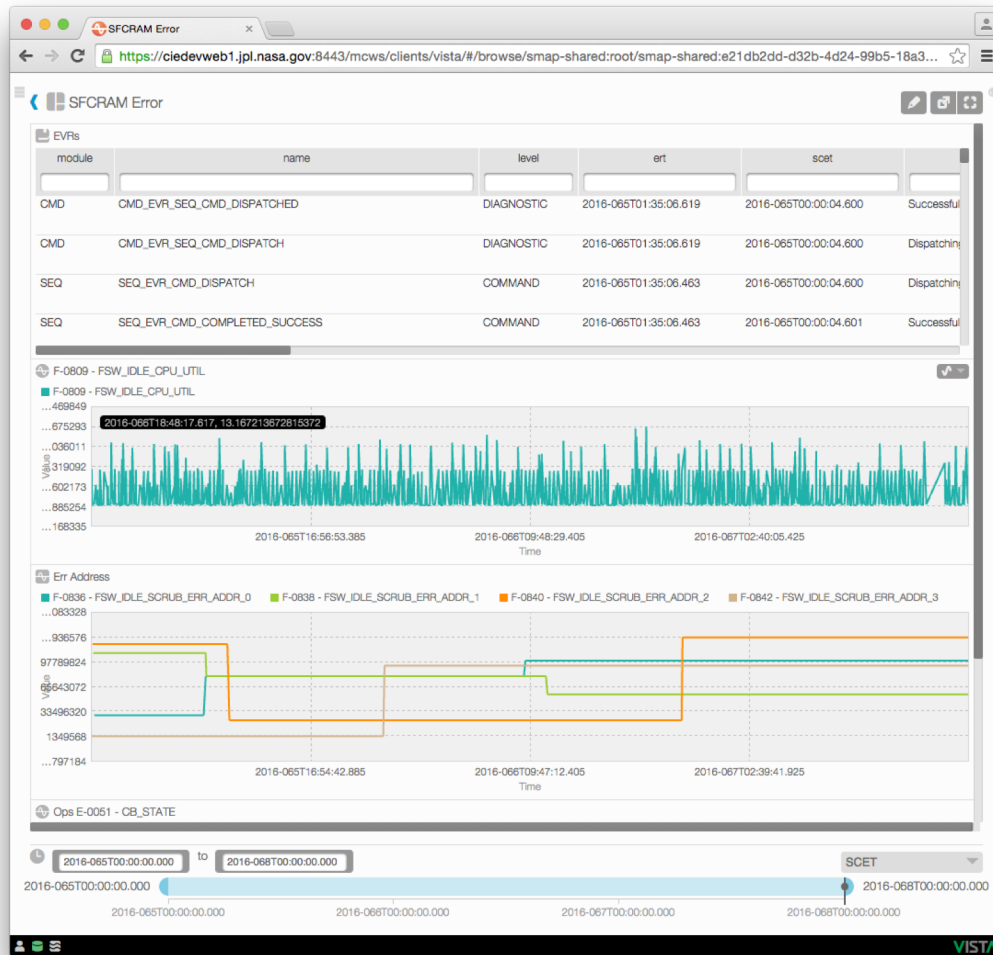 SFCRAM Error
https://ciedevweb1.jpl.nasa.gov:8443/mcws/clients/vista/#/browse/smap-shared:root/smap-shared:e21db2dd-d32b-4d24-99b5-18a3...
SFCRAM Error
EVRs
module name level ert scet
CMD CMD_EVR_SEQ_CMD_DISPATCHED DIAGNOSTIC 2016-065T01:35:06.619 2016-065T00:00:04.600 Successful
CMD CMD_EVR_SEQ_CMD_DISPATCH DIAGNOSTIC 2016-065T01:35:06.619 2016-065T00:00:04.600 Dispatching
SEQ SEQ_EVR_CMD_DISPATCH COMMAND 2016-065T01:35:06.463 2016-065T00:00:04.600 Dispatching
SEQ SEQ_EVR_CMD_COMPLETED_SUCCESS COMMAND 2016-065T01:35:06.463 2016-065T00:00:04.601 Successful
F-0809 - FSW_IDLE_CPU_UTIL
F-0809 - FSW_IDLE_CPU_UTIL
...469849
...675293
2016-066T18:48:17.617, 13.167213672815372
...036011
...319092
...602173
...885254
...168335
Value
2016-065T16:56:53.385 2016-066T09:48:29.405 2016-067T02:40:05.425
Time
Err Address
F-0836 - FSW_IDLE_SCRUB_ERR_ADDR_0 F-0838 - FSW_IDLE_SCRUB_ERR_ADDR_1 F-0840 - FSW_IDLE_SCRUB_ERR_ADDR_2 F-0842 - FSW_IDLE_SCRUB_ERR_ADDR_3
...083328
...936576
97789824
65643072
33496320
1349568
...797184
Value
2016-065T16:54:42.885 2016-066T09:47:12.405 2016-067T02:39:41.925
Time
Ops E-0051 - CB_STATE
2016-065T00:00:00.000 to 2016-068T00:00:00.000 SCET
2016-065T00:00:00.000 2016-068T00:00:00.000
2016-065T00:00:00.000 2016-066T00:00:00.000 2016-067T00:00:00.000 2016-068T00:00:00.000
VISTA